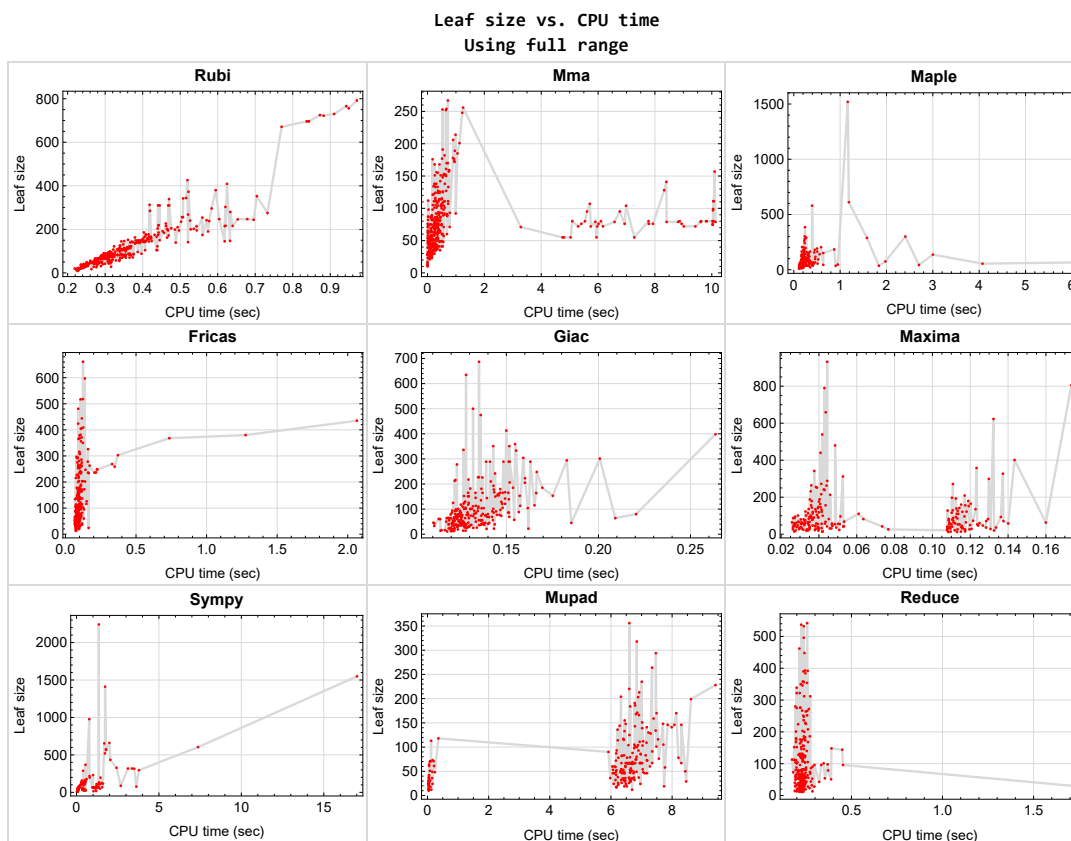 Leaf size vs. CPU time
Using full range
Rubi
Leaf size
800
600
400
200
0
0.2 0.3 0.4 0.5 0.6 0.7 0.8 0.9
CPU time (sec)
Mma
Leaf size
250
200
150
100
50
0
0 2 4 6 8 10
CPU time (sec)
Maple
Leaf size
1500
1000
500
0
0 1 2 3 4 5 6
CPU time (sec)
Fricas
Leaf size
600
500
400
300
200
100
0
0.0 0.5 1.0 1.5 2.0
CPU time (sec)
Giac
Leaf size
700
600
500
400
300
200
100
0
0.15 0.20 0.25
CPU time (sec)
Maxima
Leaf size
800
600
400
200
0
0.02 0.04 0.06 0.08 0.10 0.12 0.14 0.16
CPU time (sec)
Sympy
Leaf size
2000
1500
1000
500
0
0 5 10 15
CPU time (sec)
Mupad
Leaf size
350
300
250
200
150
100
50
0
0 2 4 6 8
CPU time (sec)
Reduce
Leaf size
500
400
300
200
100
0
0.5 1.0 1.5
CPU time (sec)